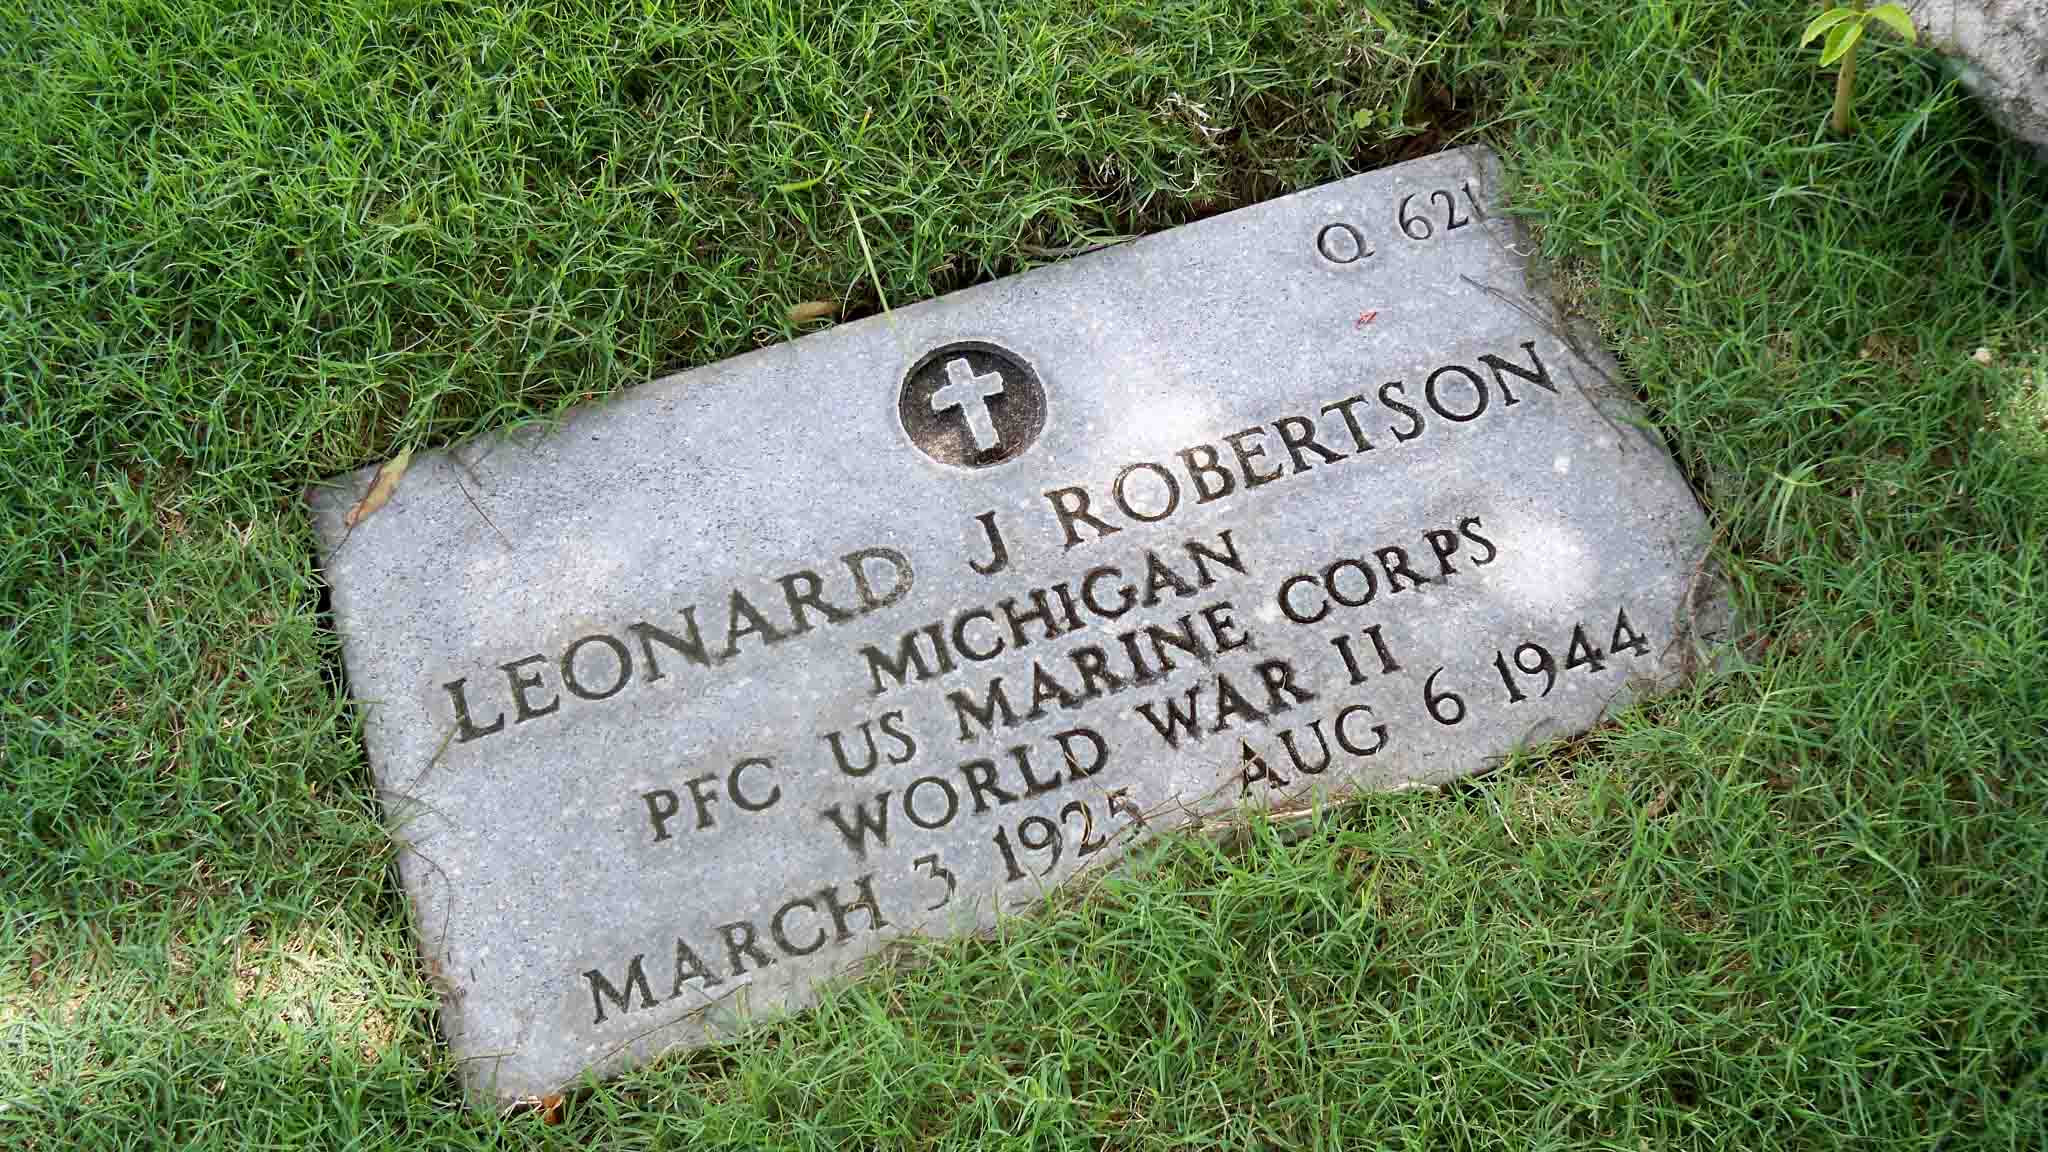 Q 621
LEONARD J ROBERTSON
MICHIGAN
PFC US MARINE CORPS
WORLD WAR II
MARCH 3 1925 AUG 6 1944